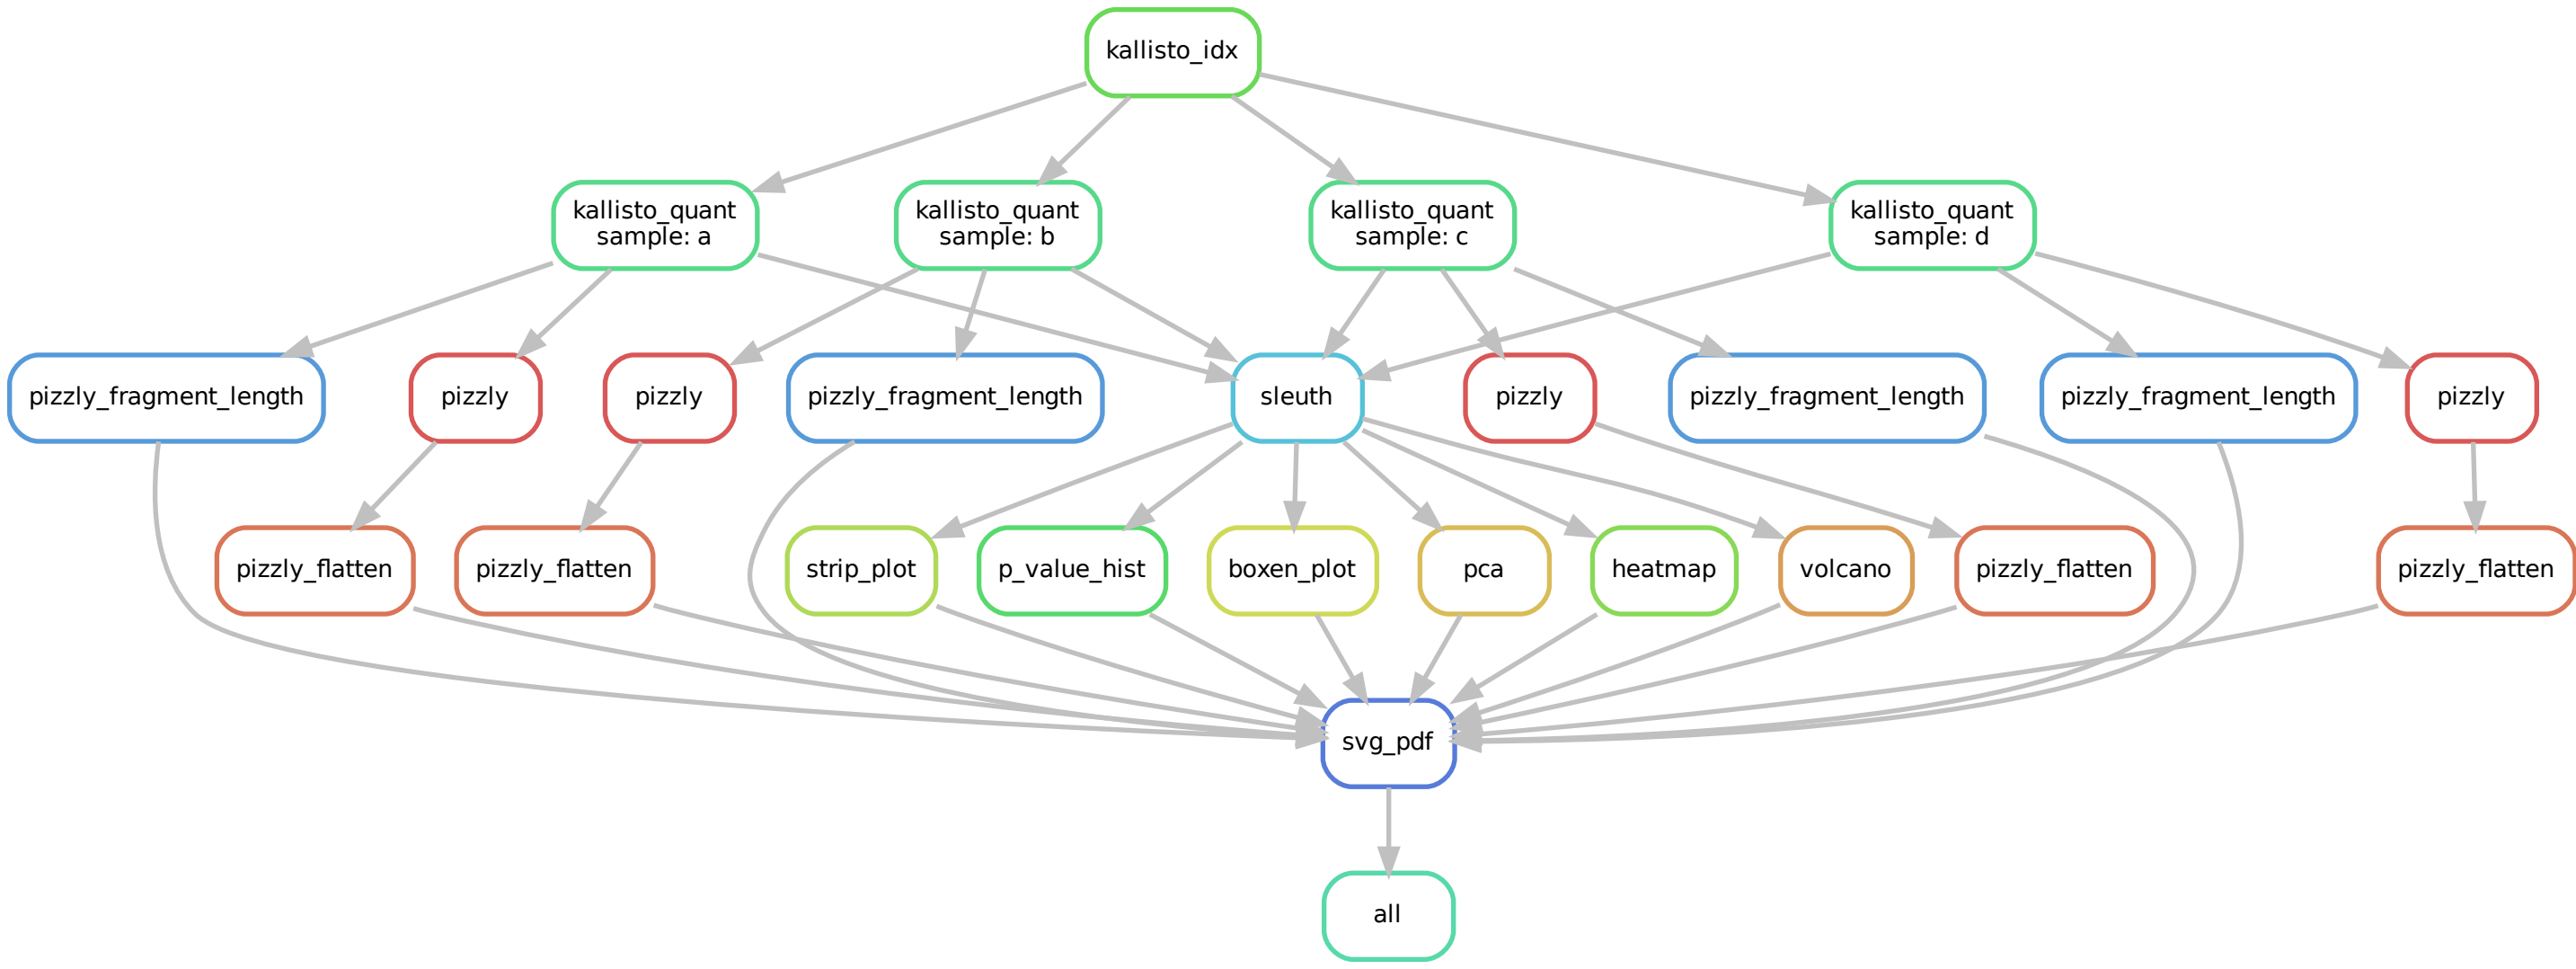 kallisto_idx
kallisto_quant
sample: a
kallisto_quant
sample: b
kallisto_quant
sample: c
kallisto_quant
sample: d
pizzly_fragment_length
pizzly
pizzly
pizzly_fragment_length
sleuth
pizzly
pizzly_fragment_length
pizzly_fragment_length
pizzly
pizzly_flatten
pizzly_flatten
strip_plot
p_value_hist
boxen_plot
pca
heatmap
volcano
pizzly_flatten
pizzly_flatten
svg_pdf
all